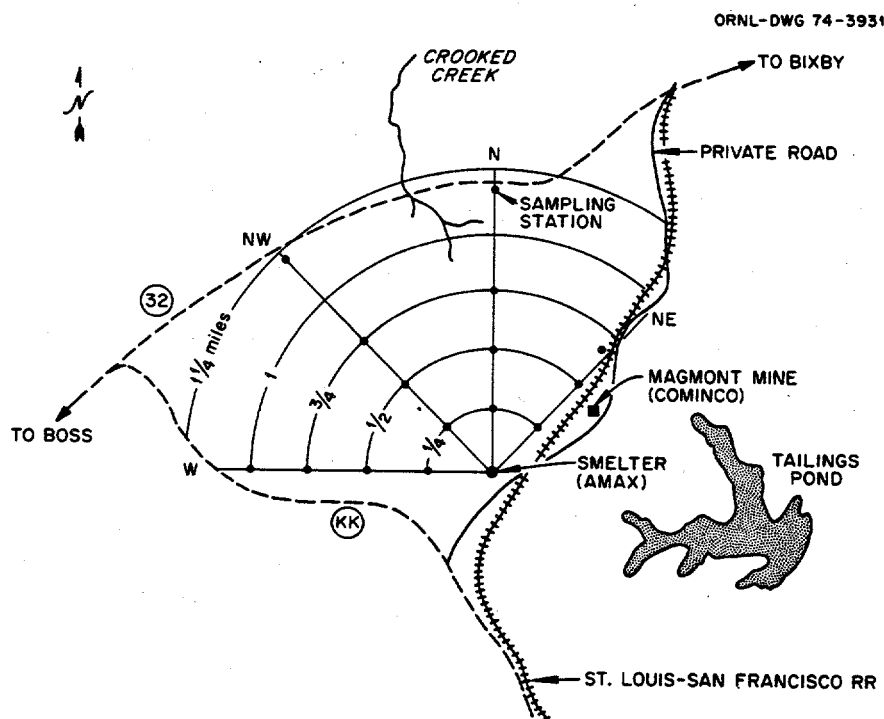 ORNL-DWG 74-3931
CROOKED
CREEK
TO BIXBY
N
N
PRIVATE ROAD
SAMPLING
STATION
NW
32
NE
1 1/4 miles
1
3/4
1/2
1/4
MAGMONT MINE
(COMINCO)
TO BOSS
W
SMELTER
(AMAX)
TAILINGS
POND
KK
ST. LOUIS-SAN FRANCISCO RR